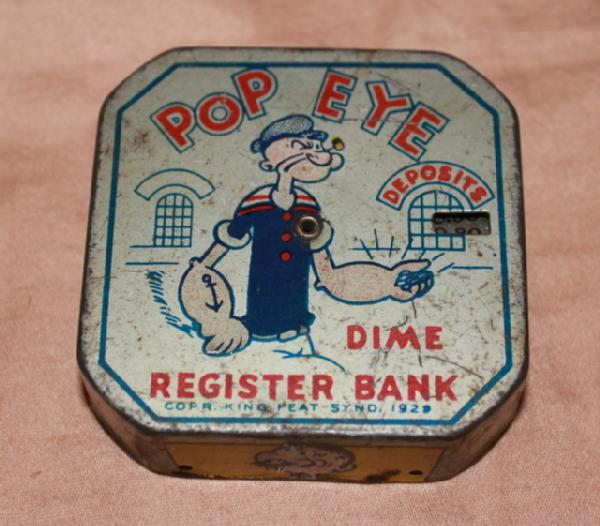 POP EYE
DEPOSITS
DIME
REGISTER BANK
COPR. KING FEAT. SYND. 1929